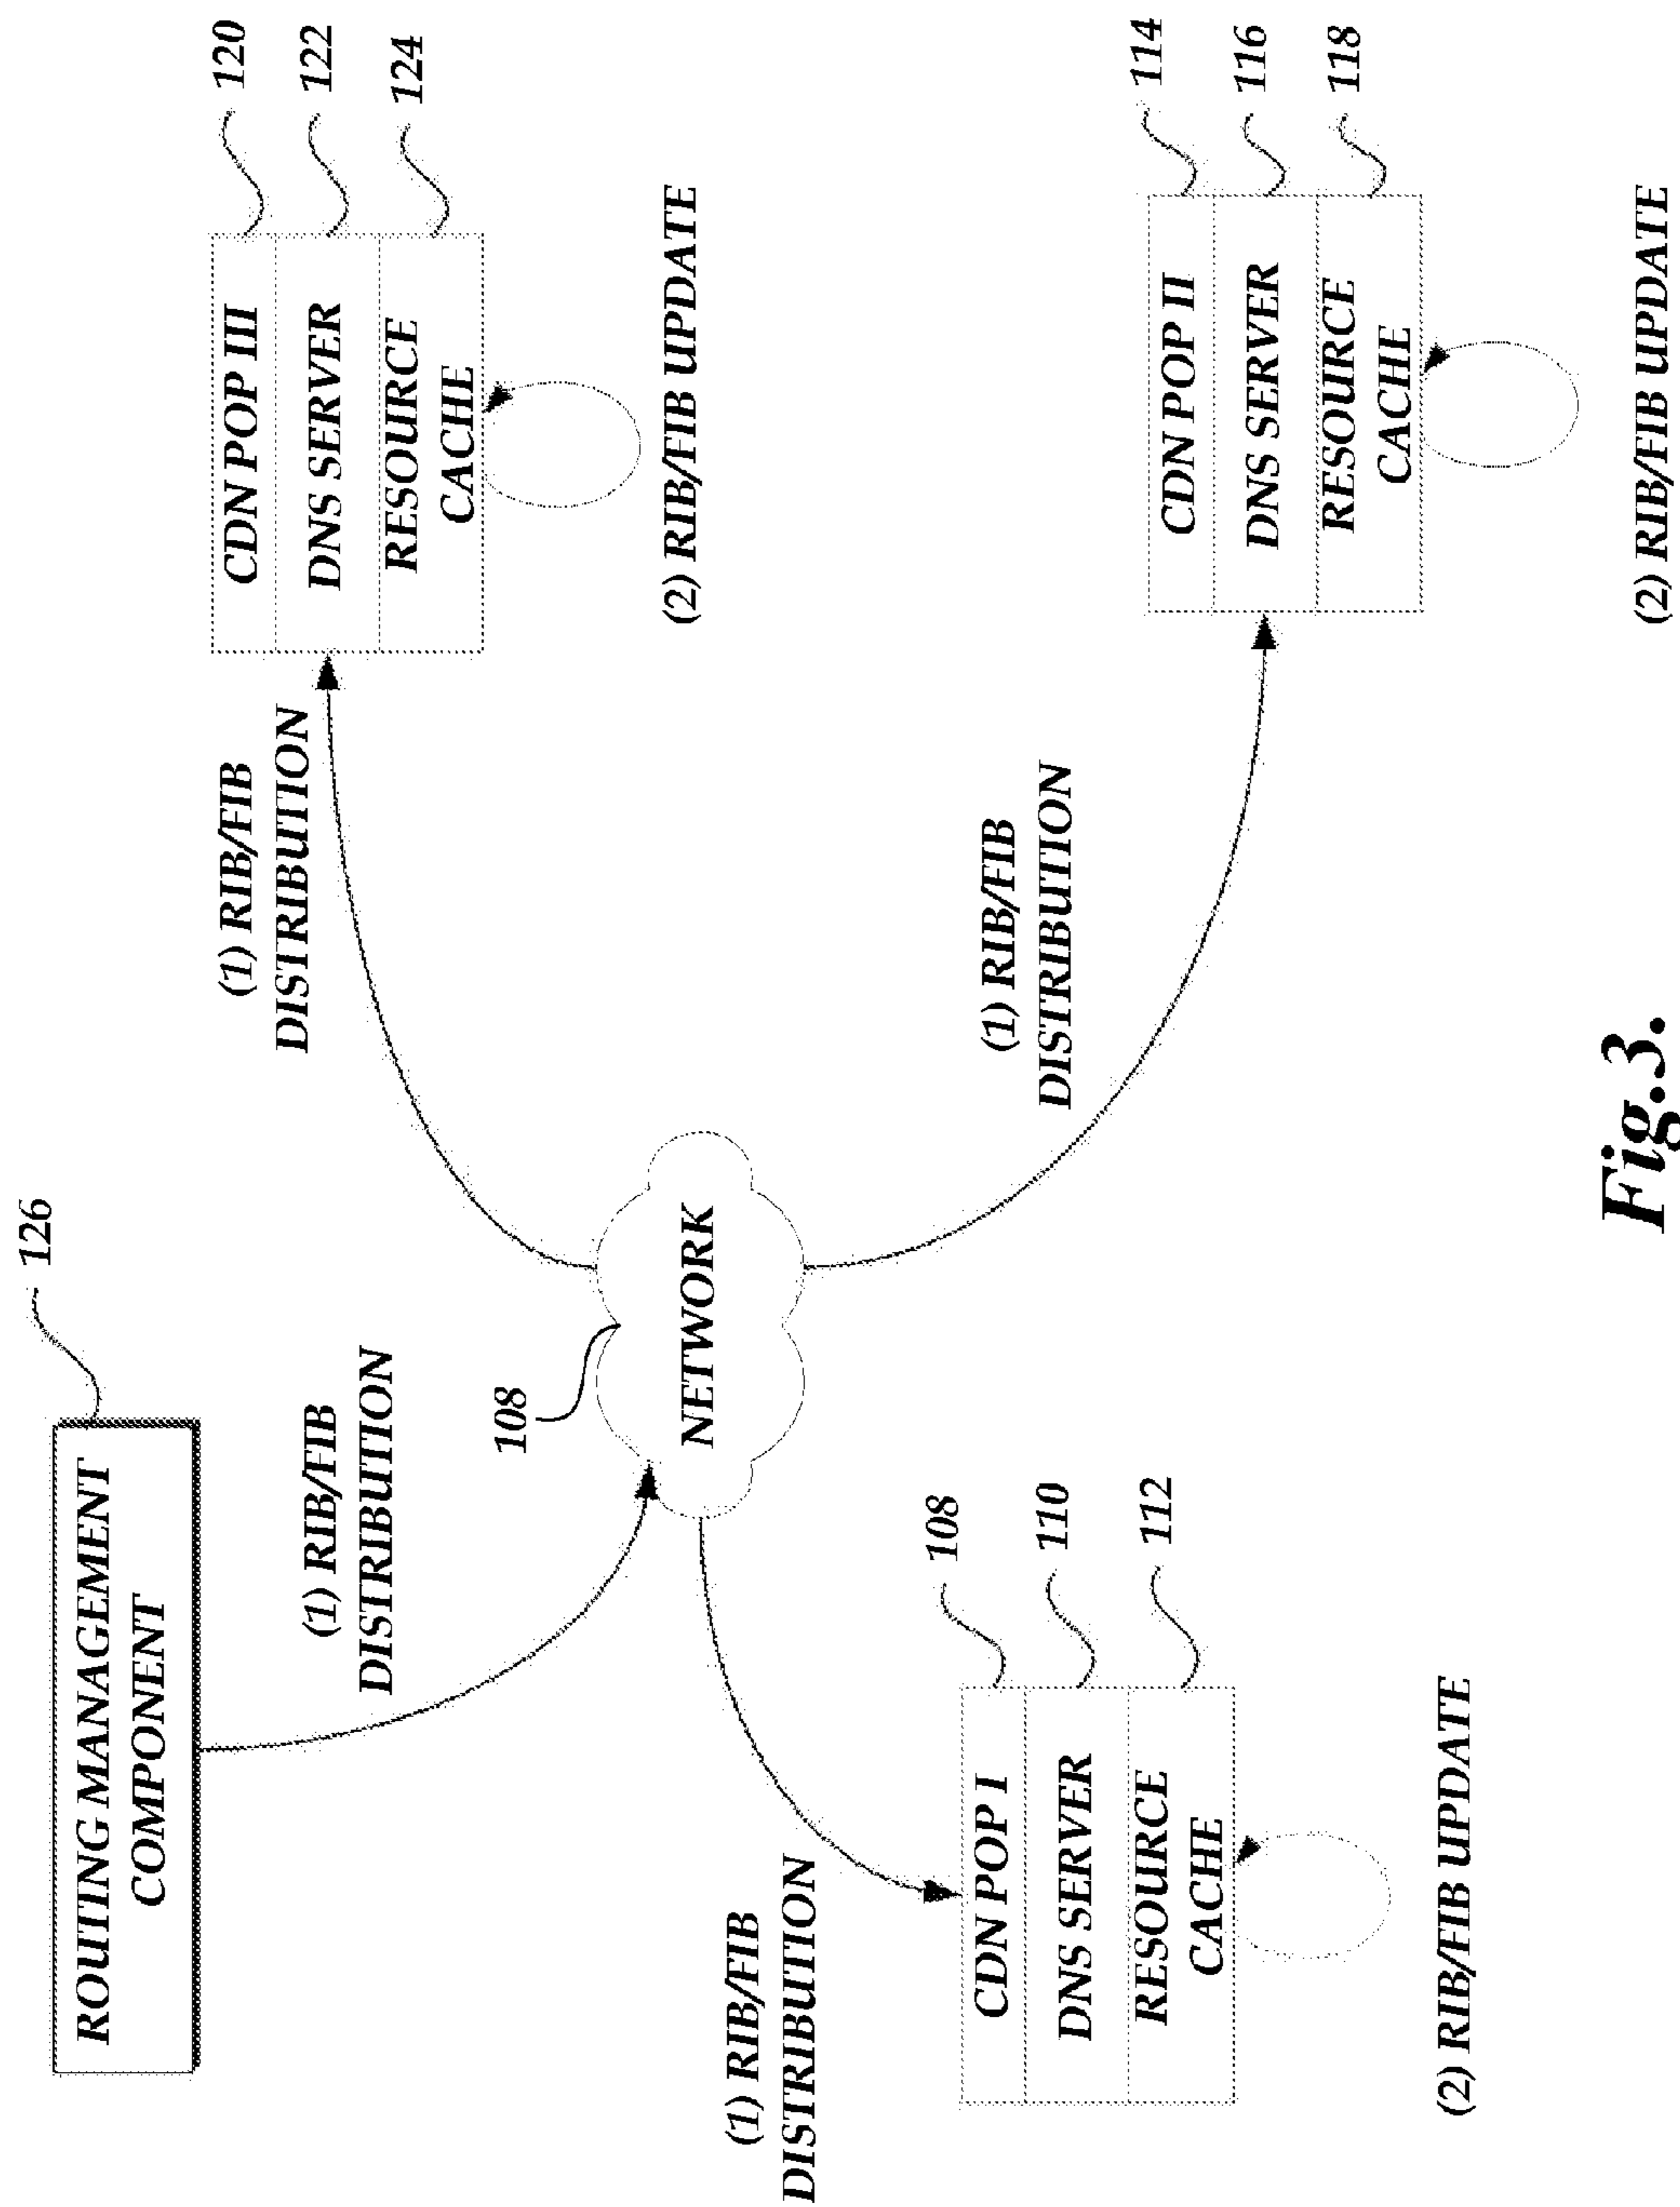 ROUTING MANAGEMENT
COMPONENT
126
(1) RIB/FIB
DISTRIBUTION
(1) RIB/FIB
DISTRIBUTION
CDN POP III
DNS SERVER
RESOURCE
CACHE
120
122
124
(2) RIB/FIB UPDATE
108
NETWORK
(1) RIB/FIB
DISTRIBUTION
CDN POP I
DNS SERVER
RESOURCE
CACHE
108
110
112
(2) RIB/FIB UPDATE
(1) RIB/FIB
DISTRIBUTION
CDN POP II
DNS SERVER
RESOURCE
CACHE
114
116
118
(2) RIB/FIB UPDATE
Fig.3.